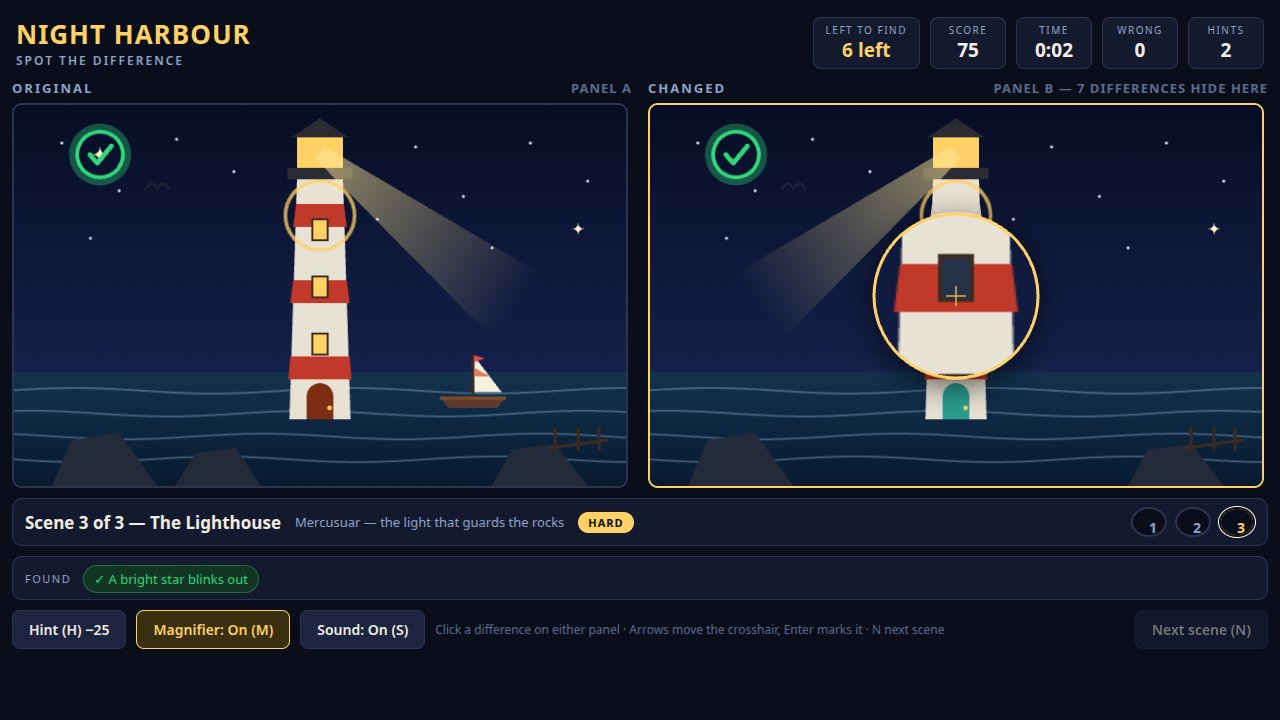 NIGHT HARBOUR
SPOT THE DIFFERENCE
LEFT TO FIND
6 left
SCORE
75
TIME
0:02
WRONG
0
HINTS
2
ORIGINAL
PANEL A
CHANGED
PANEL B — 7 DIFFERENCES HIDE HERE
Scene 3 of 3 — The Lighthouse
Mercusuar — the light that guards the rocks
HARD
1
2
3
FOUND
✓ A bright star blinks out
Hint (H) −25
Magnifier: On (M)
Sound: On (S)
Click a difference on either panel · Arrows move the crosshair, Enter marks it · N next scene
Next scene (N)